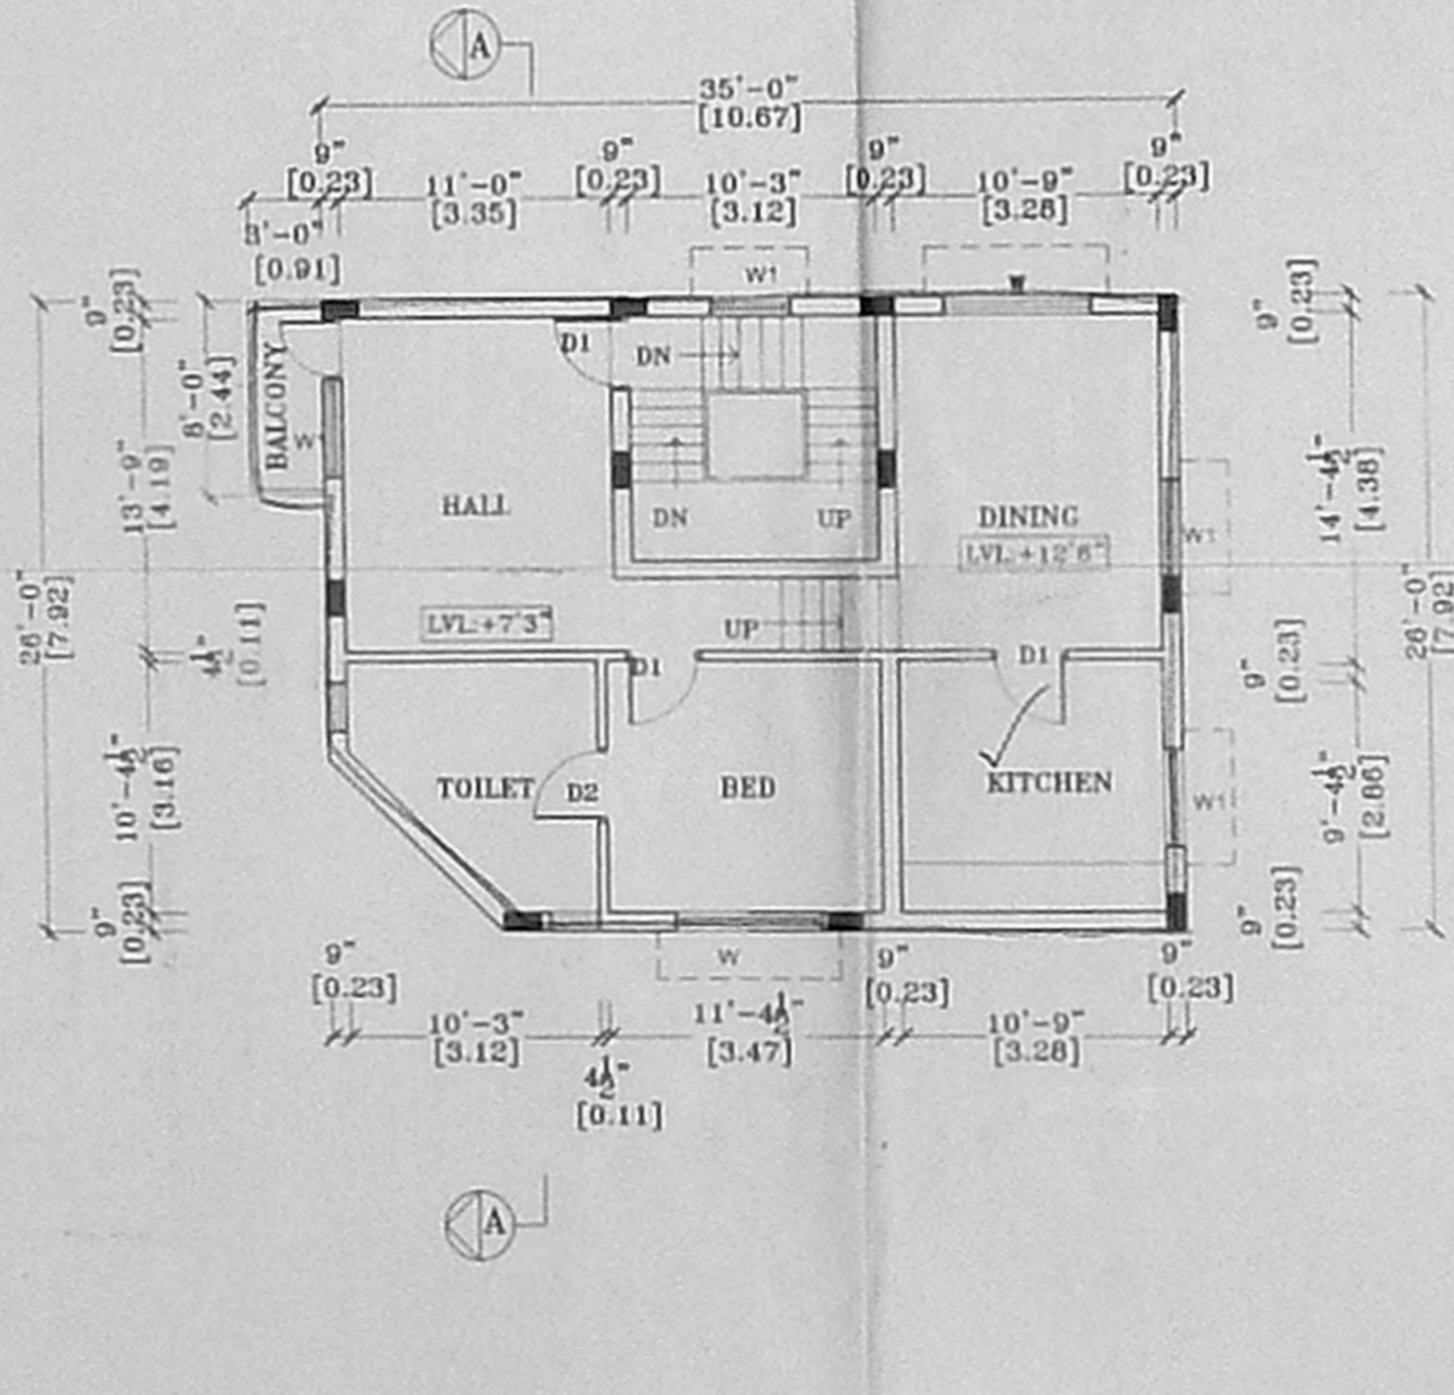 A
35'-0"
[10.67]
9"
[0.23]
11'-0"
[3.35]
9"
[0.23]
10'-3"
[3.12]
9"
[0.23]
10'-9"
[3.28]
9"
[0.23]
3'-0"
[0.91]
9"
[0.23]
8'-0"
[2.44]
13'-9"
[4.19]
26'-0"
[7.92]
4½"
[0.11]
10'-4½"
[3.16]
9"
[0.23]
W1
W
D1
DN
BALCONY
W1
HALL
DN
UP
DINING
LVL:+12'6"
W1
LVL:+7'3"
UP
D1
D1
TOILET
D2
BED
KITCHEN
W1
W
9"
[0.23]
14'-4½"
[4.38]
26'-0"
[7.92]
9"
[0.23]
9'-4½"
[2.86]
9"
[0.23]
9"
[0.23]
10'-3"
[3.12]
4½"
[0.11]
11'-4½"
[3.47]
9"
[0.23]
10'-9"
[3.28]
9"
[0.23]
A